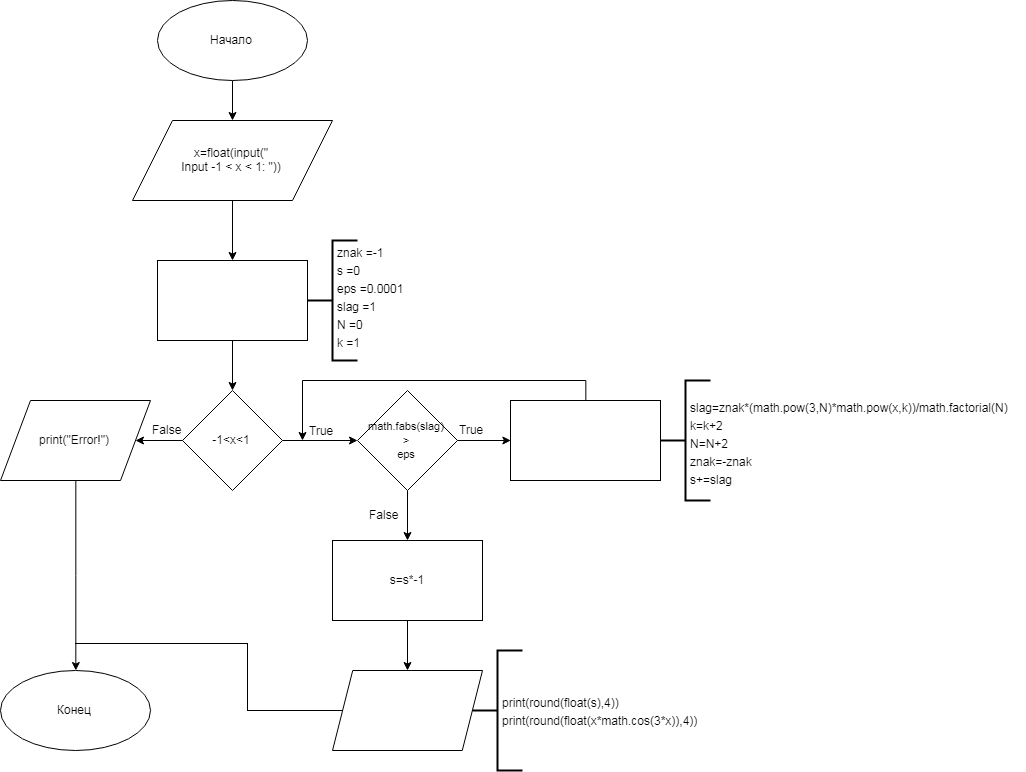 Начало
x=float(input("
Input -1 < x < 1: "))
znak =-1
s =0
eps =0.0001
slag =1
N =0
k =1
print("Error!")
False
-1<x<1
True
math.fabs(slag)
>
eps
True
slag=znak*(math.pow(3,N)*math.pow(x,k))/math.factorial(N)
k=k+2
N=N+2
znak=-znak
s+=slag
False
s=s*-1
Конец
print(round(float(s),4))
print(round(float(x*math.cos(3*x)),4))